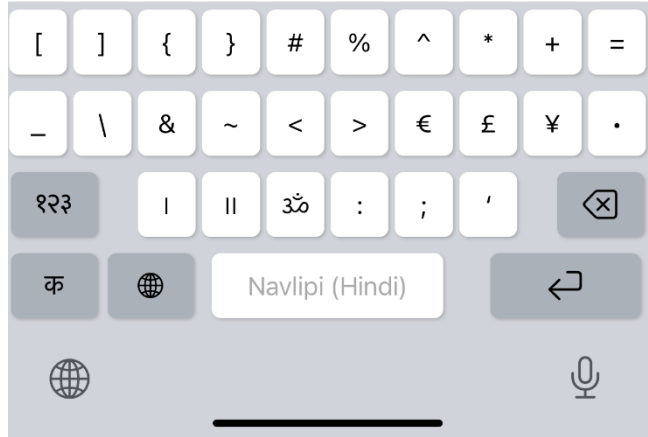 [ ] { } # % ^ * + =
_ \ & ~ < > € £ ¥ •
१२३ । ॥ ॐ : ; '
क Navlipi (Hindi)